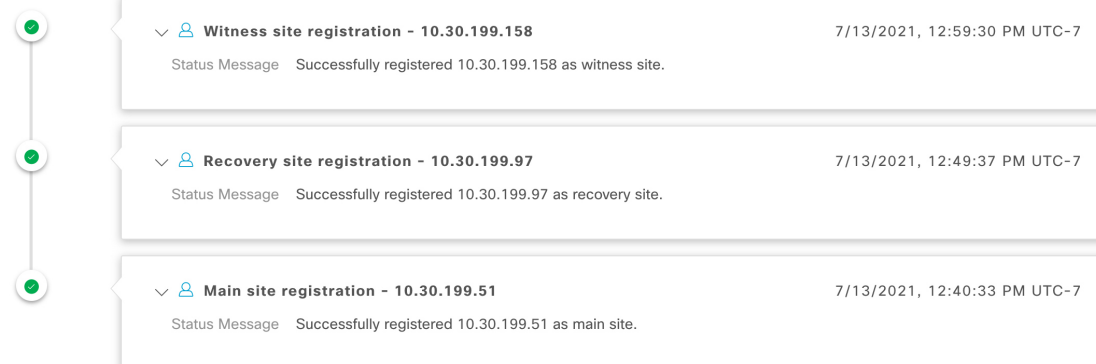 Witness site registration - 10.30.199.158 7/13/2021, 12:59:30 PM UTC-7
Status Message Successfully registered 10.30.199.158 as witness site.
Recovery site registration - 10.30.199.97 7/13/2021, 12:49:37 PM UTC-7
Status Message Successfully registered 10.30.199.97 as recovery site.
Main site registration - 10.30.199.51 7/13/2021, 12:40:33 PM UTC-7
Status Message Successfully registered 10.30.199.51 as main site.